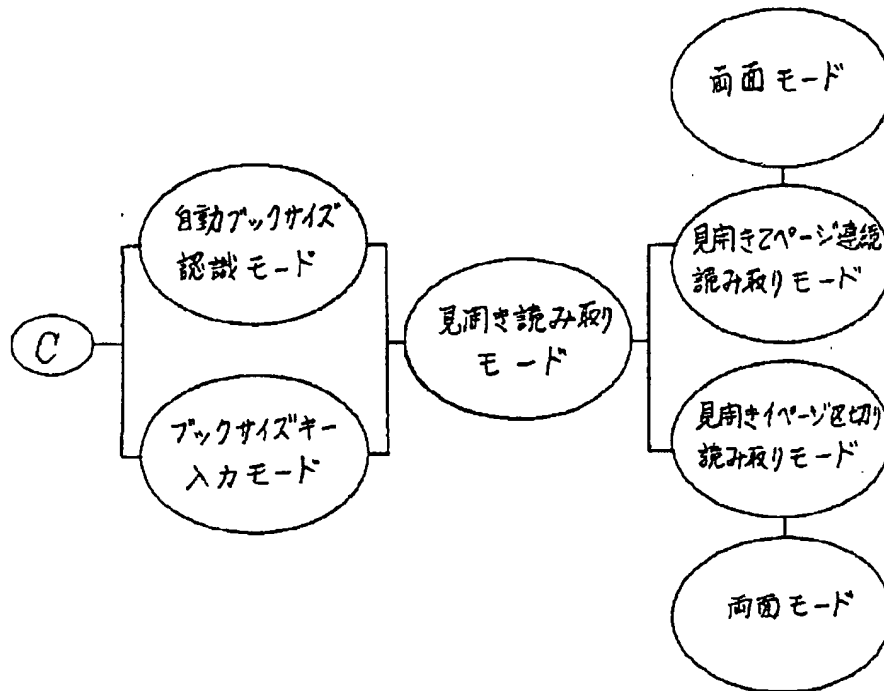 C
自動ブックサイズ
認識モード
ブックサイズキー
入力モード
見開き読み取り
モード
両面モード
見開き2ページ連続
読み取りモード
見開き1ページ区切り
読み取りモード
両面モード